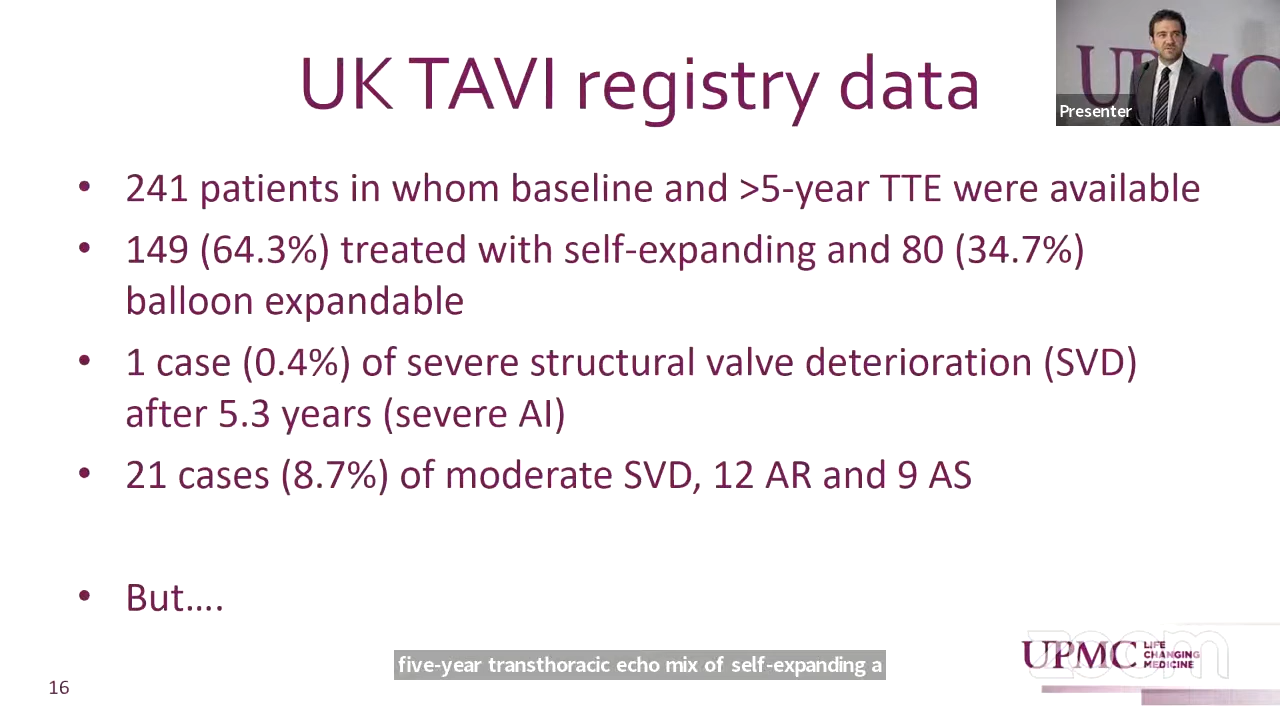 UK TAVI registry data
UPMC
Presenter
• 241 patients in whom baseline and >5-year TTE were available
• 149 (64.3%) treated with self-expanding and 80 (34.7%)
balloon expandable
• 1 case (0.4%) of severe structural valve deterioration (SVD)
after 5.3 years (severe AI)
• 21 cases (8.7%) of moderate SVD, 12 AR and 9 AS
• But….
five-year transthoracic echo mix of self-expanding a
zoom
UPMC
LIFE
CHANGING
MEDICINE
16